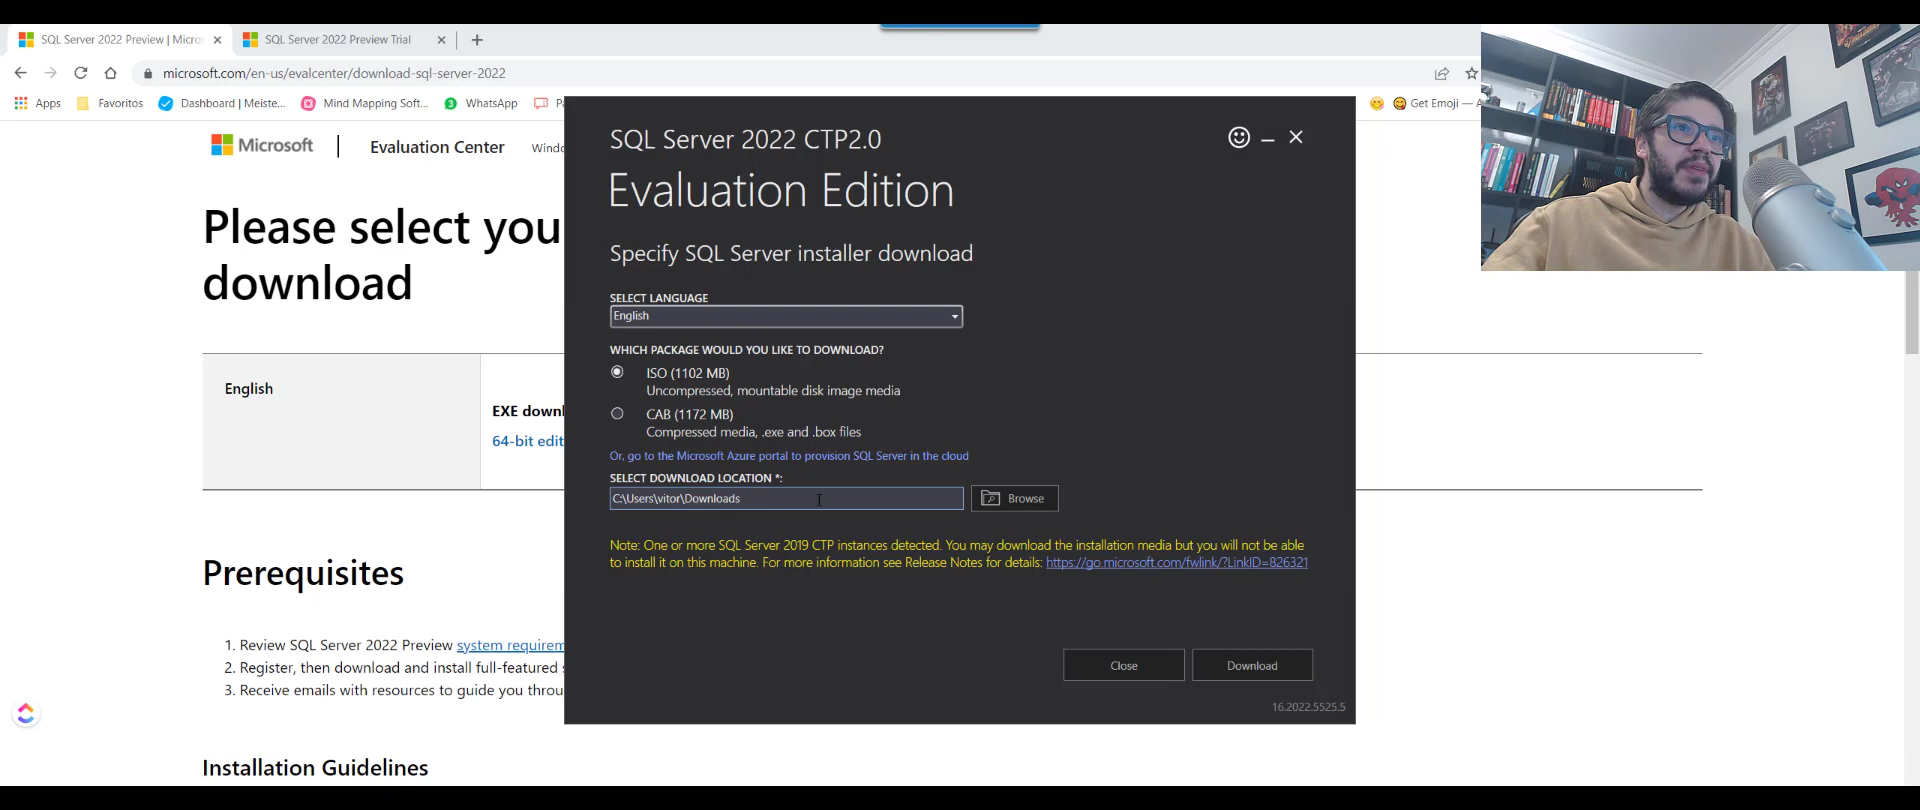 SQL Server 2022 Preview | Micros
SQL Server 2022 Preview Trial
microsoft.com/en-us/evalcenter/download-sql-server-2022
Apps
Favoritos
Dashboard | Meiste...
Mind Mapping Soft...
WhatsApp
Get Emoji —
Microsoft
Evaluation Center
Windo
Please select you
download
English
EXE downl
64-bit edit
Prerequisites
1. Review SQL Server 2022 Preview system requirem
2. Register, then download and install full-featured
3. Receive emails with resources to guide you throu
Installation Guidelines
SQL Server 2022 CTP2.0
Evaluation Edition
Specify SQL Server installer download
SELECT LANGUAGE
English
WHICH PACKAGE WOULD YOU LIKE TO DOWNLOAD?
ISO (1102 MB)
Uncompressed, mountable disk image media
CAB (1172 MB)
Compressed media, .exe and .box files
Or, go to the Microsoft Azure portal to provision SQL Server in the cloud
SELECT DOWNLOAD LOCATION *:
C:\Users\vitor\Downloads
Browse
Note: One or more SQL Server 2019 CTP instances detected. You may download the installation media but you will not be able
to install it on this machine. For more information see Release Notes for details: https://go.microsoft.com/fwlink/?LinkID=826321
Close
Download
16.2022.5525.5